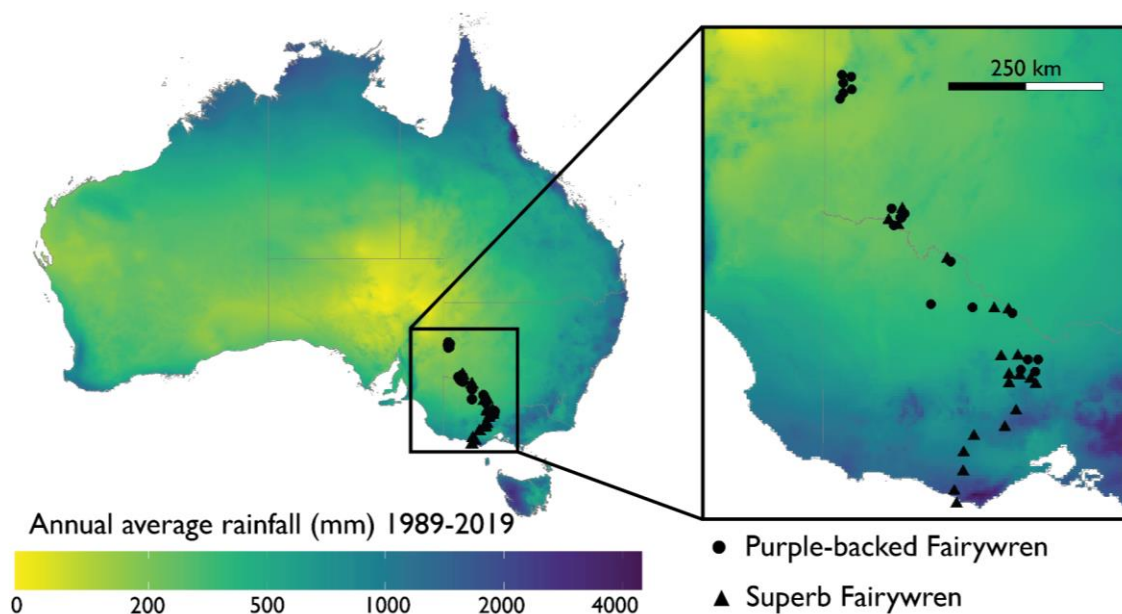 250 km
Annual average rainfall (mm) 1989-2019
0 200 500 1000 2000 4000
Purple-backed Fairywren
Superb Fairywren